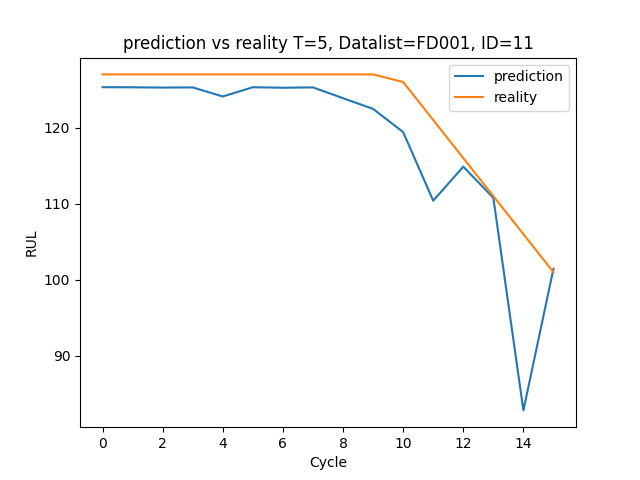 prediction vs reality T=5, Datalist=FD001, ID=11
prediction
reality
120
110
100
90
RUL
0 2 4 6 8 10 12 14
Cycle